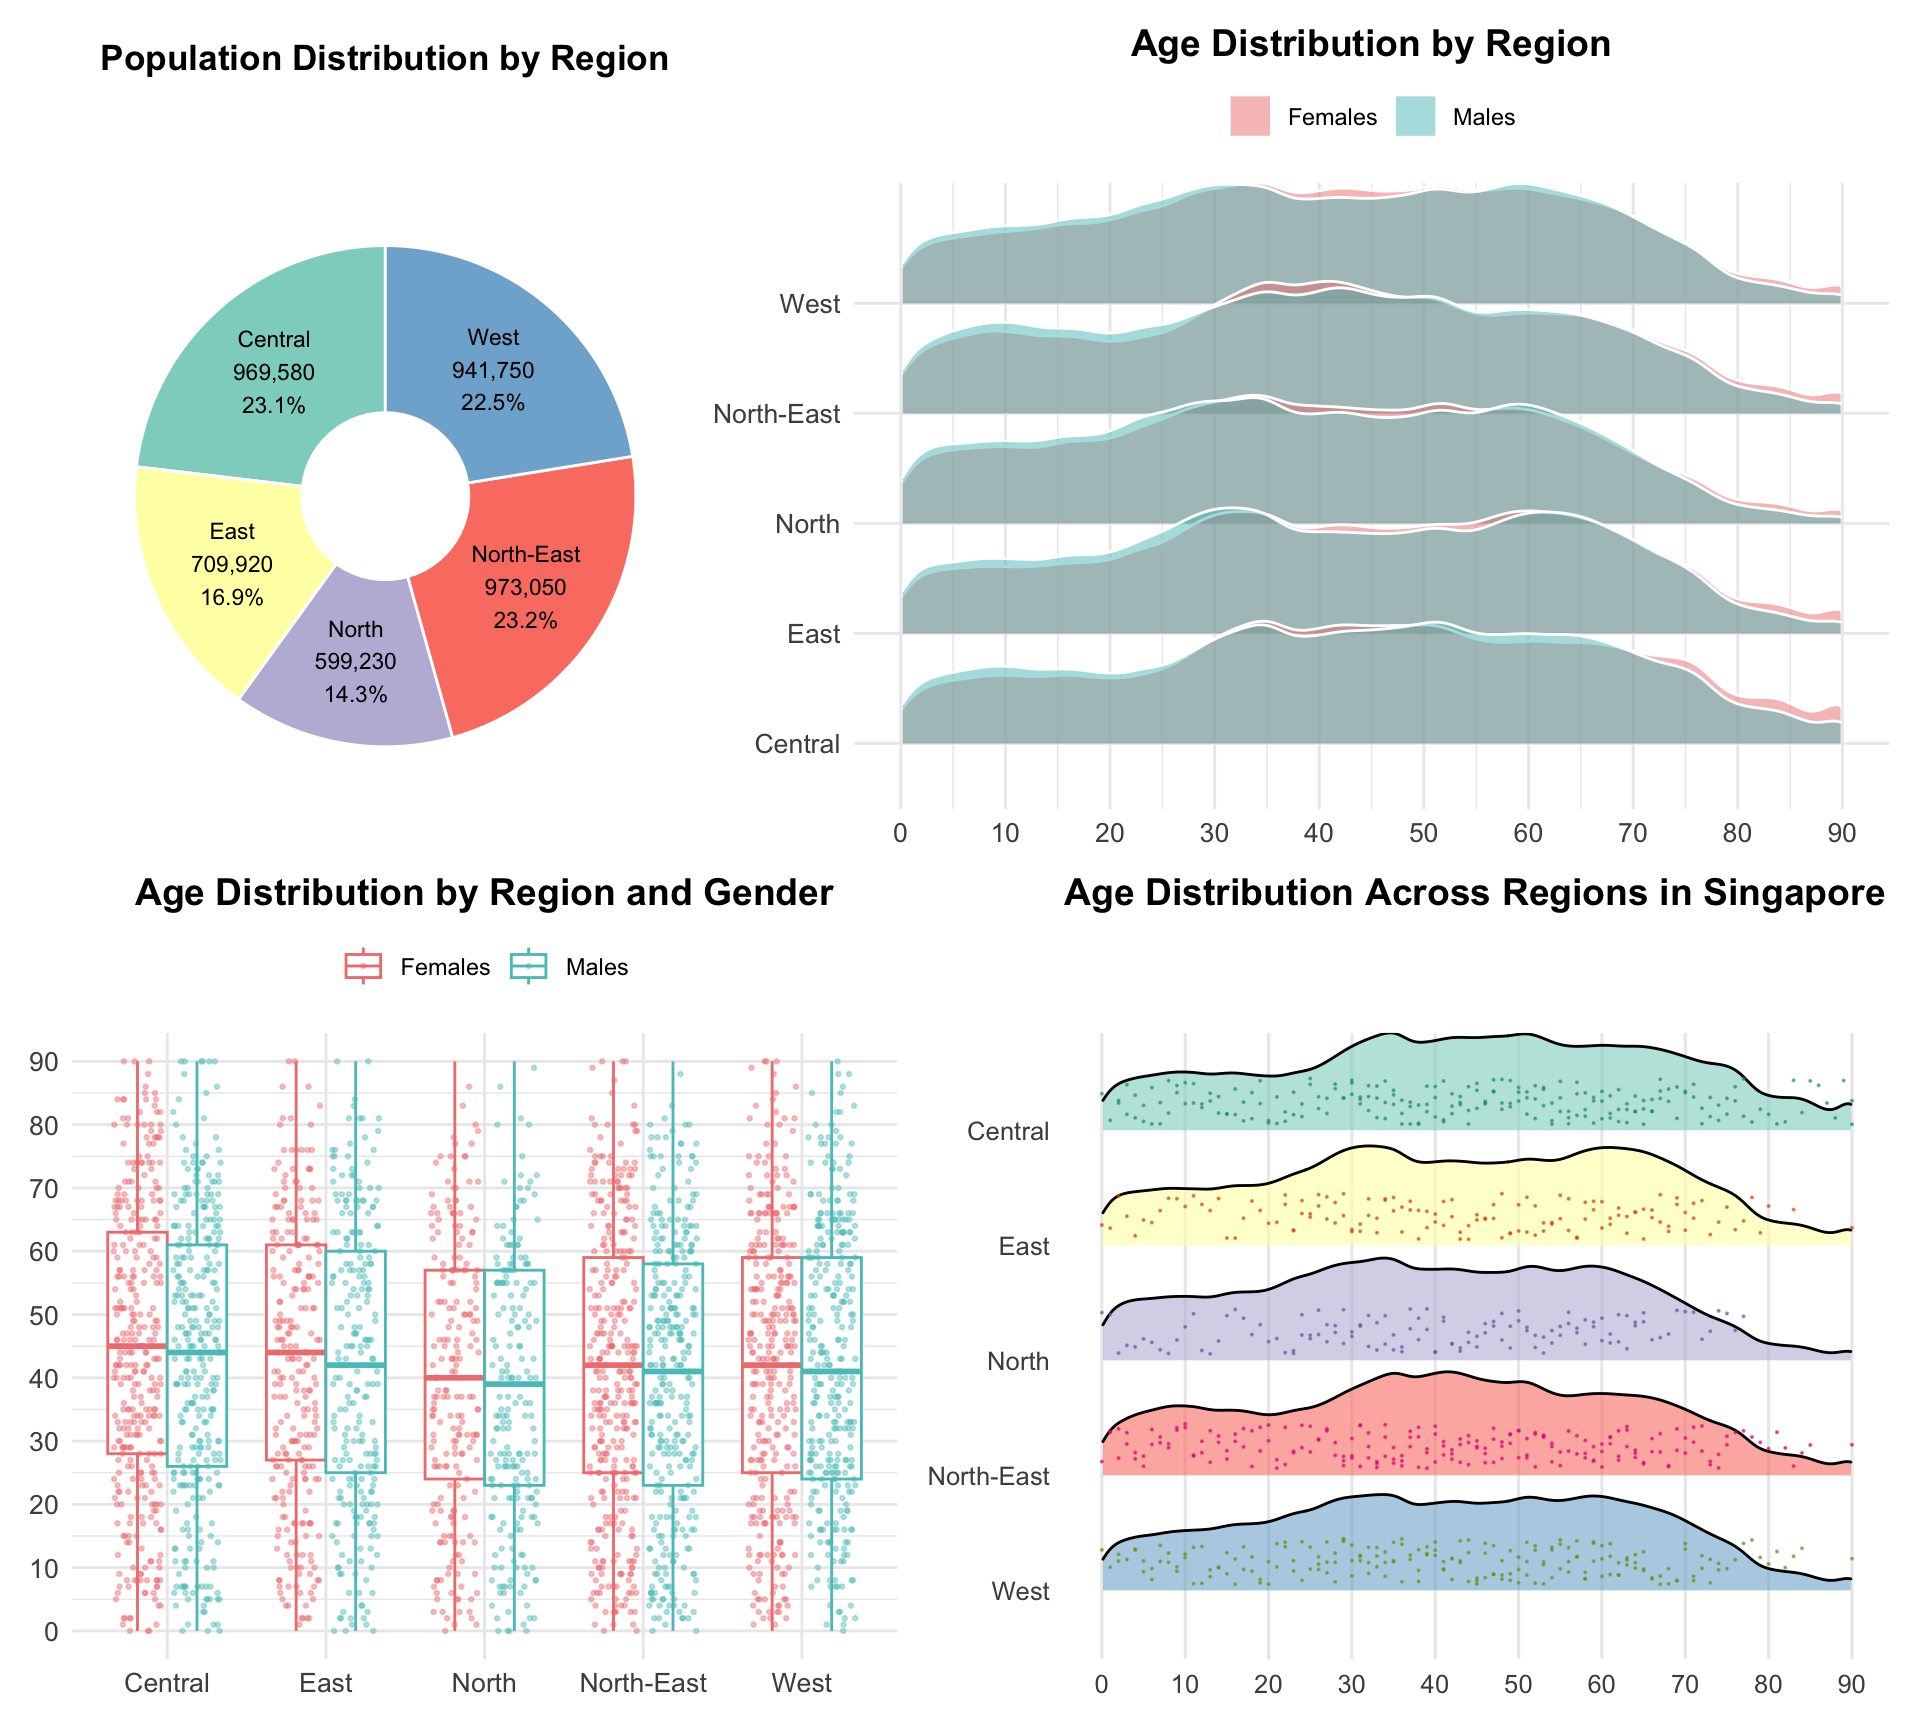 Population Distribution by Region
Central
969,580
23.1%
West
941,750
22.5%
East
709,920
16.9%
North-East
973,050
23.2%
North
599,230
14.3%
Age Distribution by Region
Females Males
West
North-East
North
East
Central
0 10 20 30 40 50 60 70 80 90
Age Distribution by Region and Gender
Females Males
90
80
70
60
50
40
30
20
10
0
Central East North North-East West
Age Distribution Across Regions in Singapore
Central
East
North
North-East
West
0 10 20 30 40 50 60 70 80 90